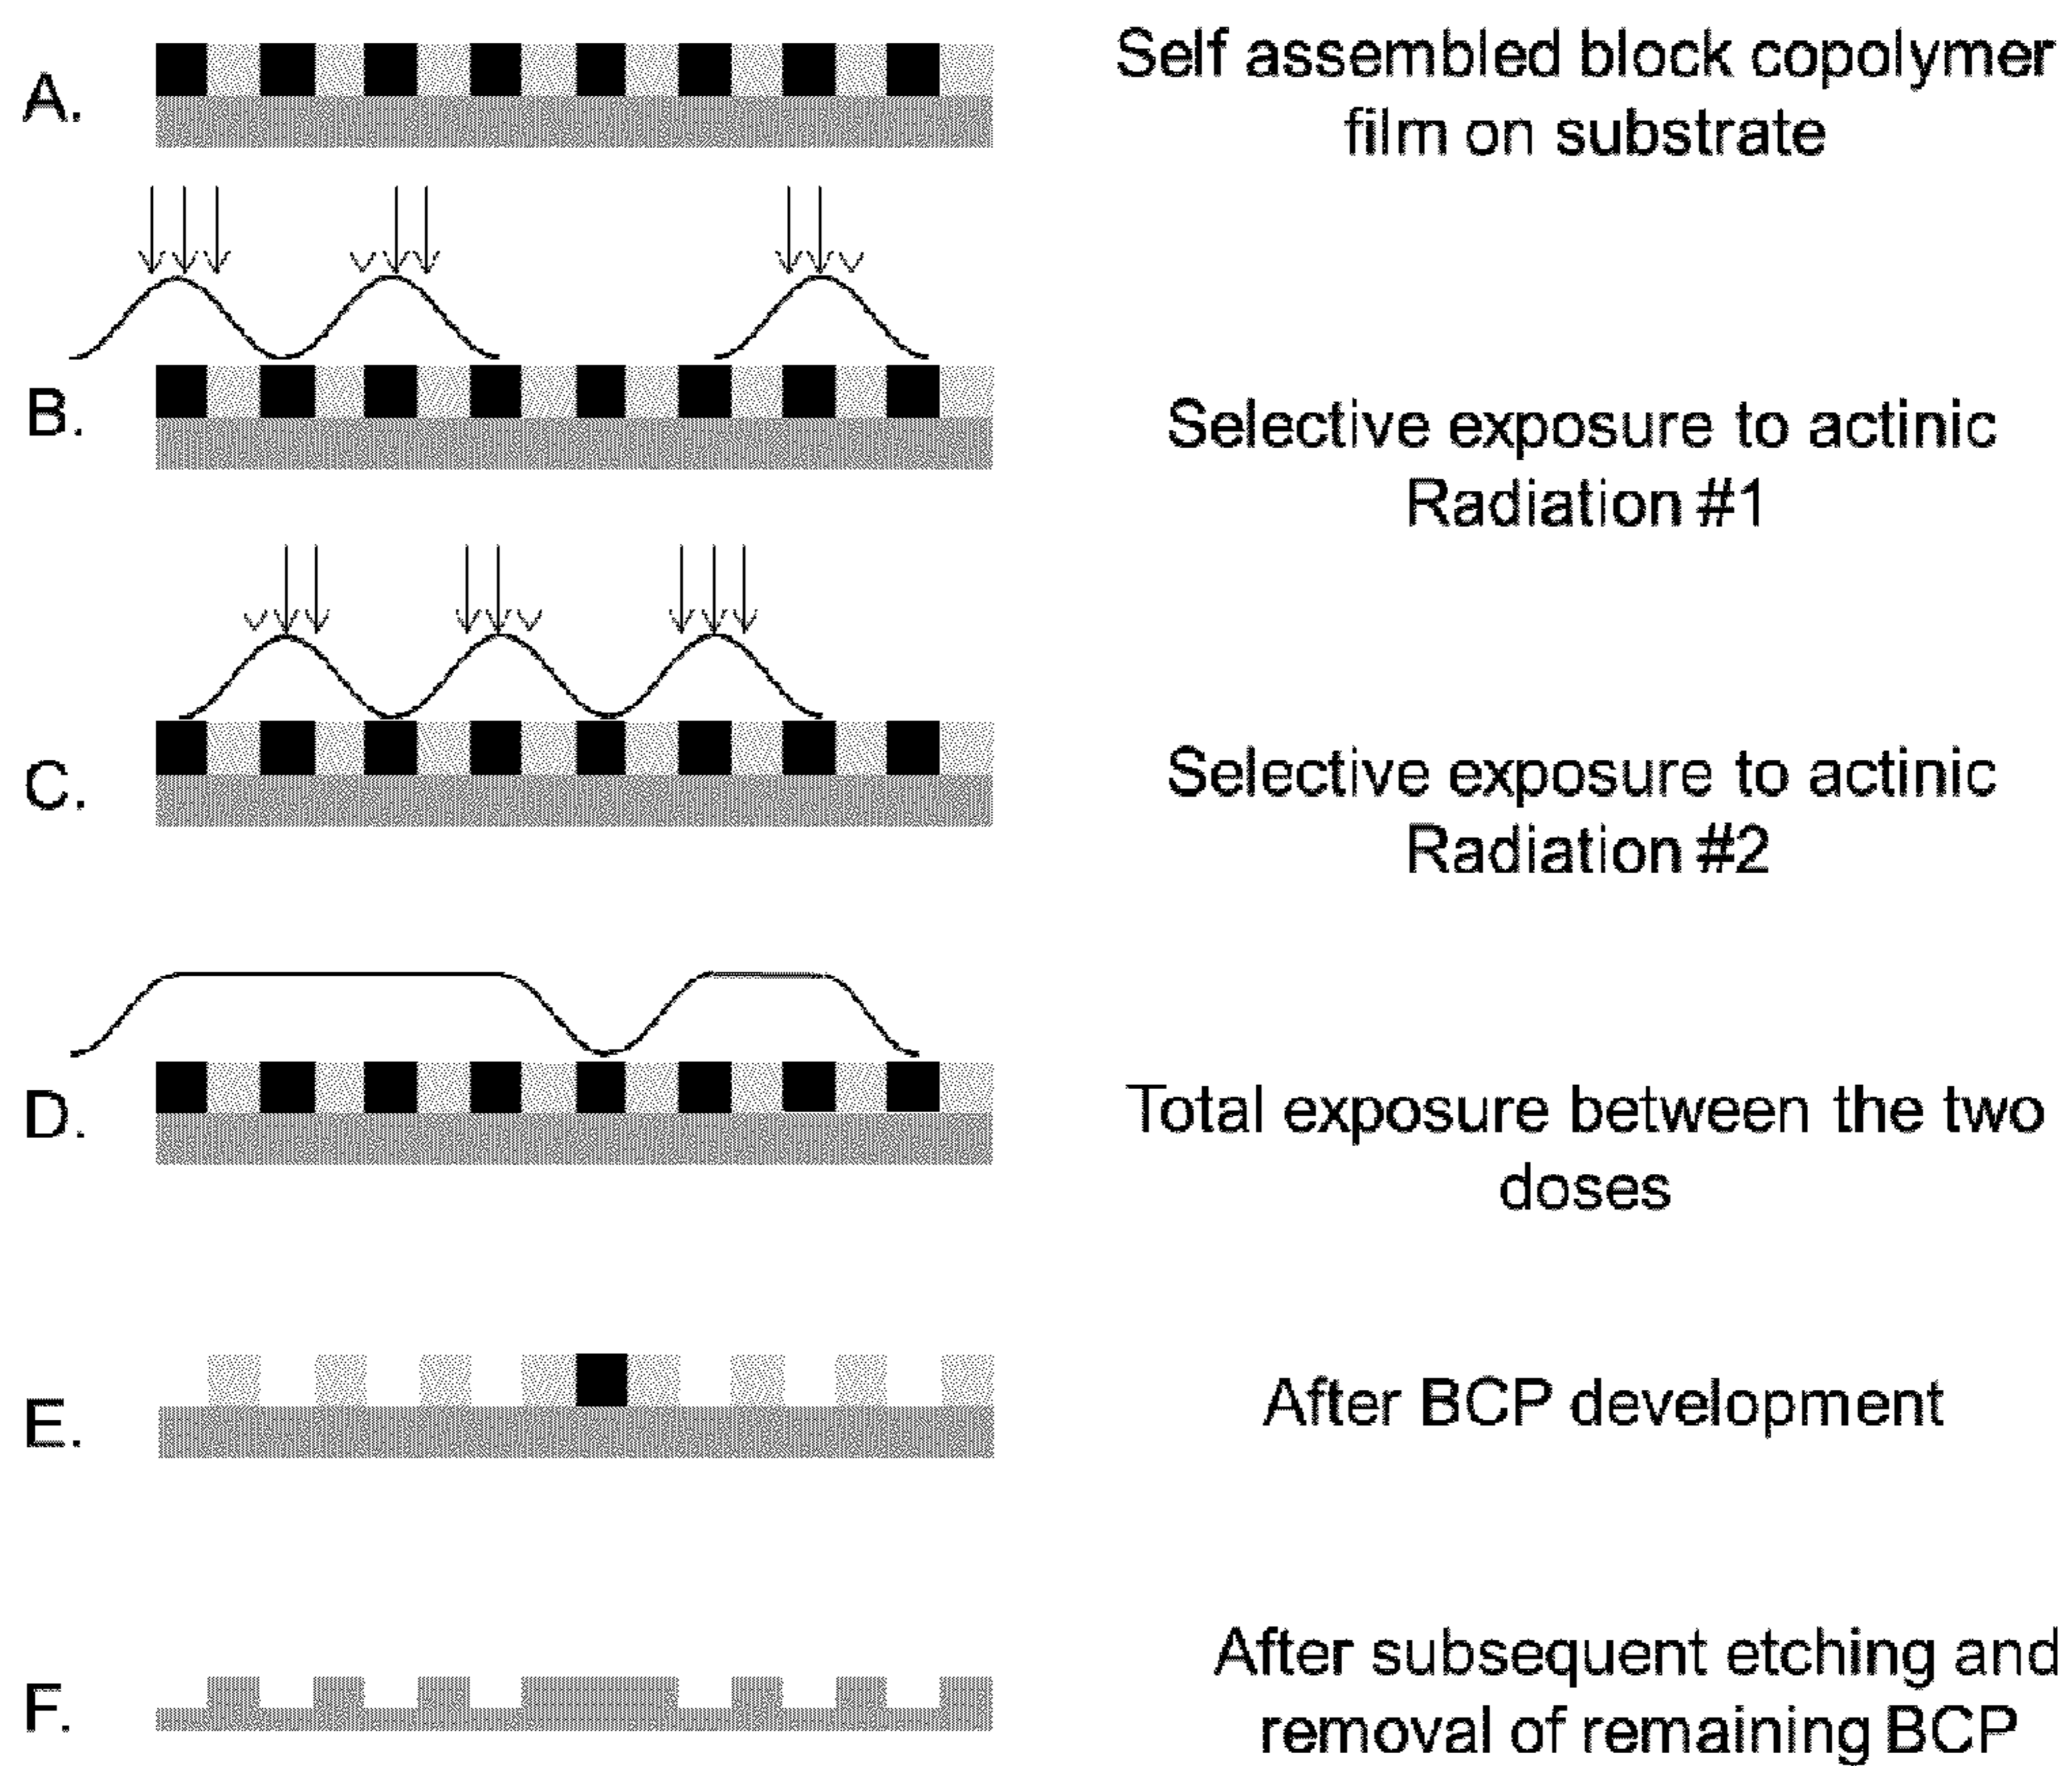 A.
Self assembled block copolymer
film on substrate
B.
Selective exposure to actinic
Radiation #1
C.
Selective exposure to actinic
Radiation #2
D.
Total exposure between the two
doses
E.
After BCP development
F.
After subsequent etching and
removal of remaining BCP